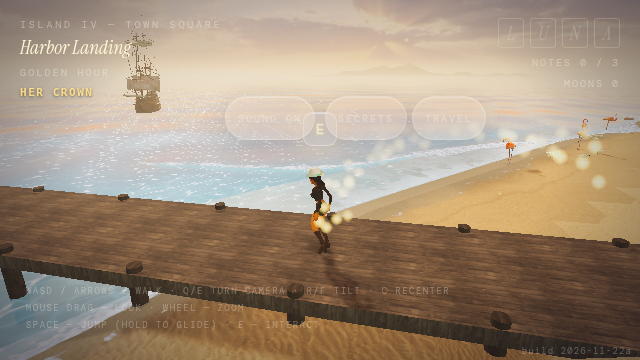 ISLAND IV — TOWN SQUARE
Harbor Landing
GOLDEN HOUR
HER CROWN
LUNA
NOTES 0 / 3
MOONS 0
SOUND ON
SECRETS
TRAVEL
E
WASD / ARROWS WALK · Q/E TURN CAMERA · R/F TILT · C RECENTER
MOUSE DRAG LOOK · WHEEL ZOOM
SPACE — JUMP (HOLD TO GLIDE) · E — INTERACT
build 2026-11-22a